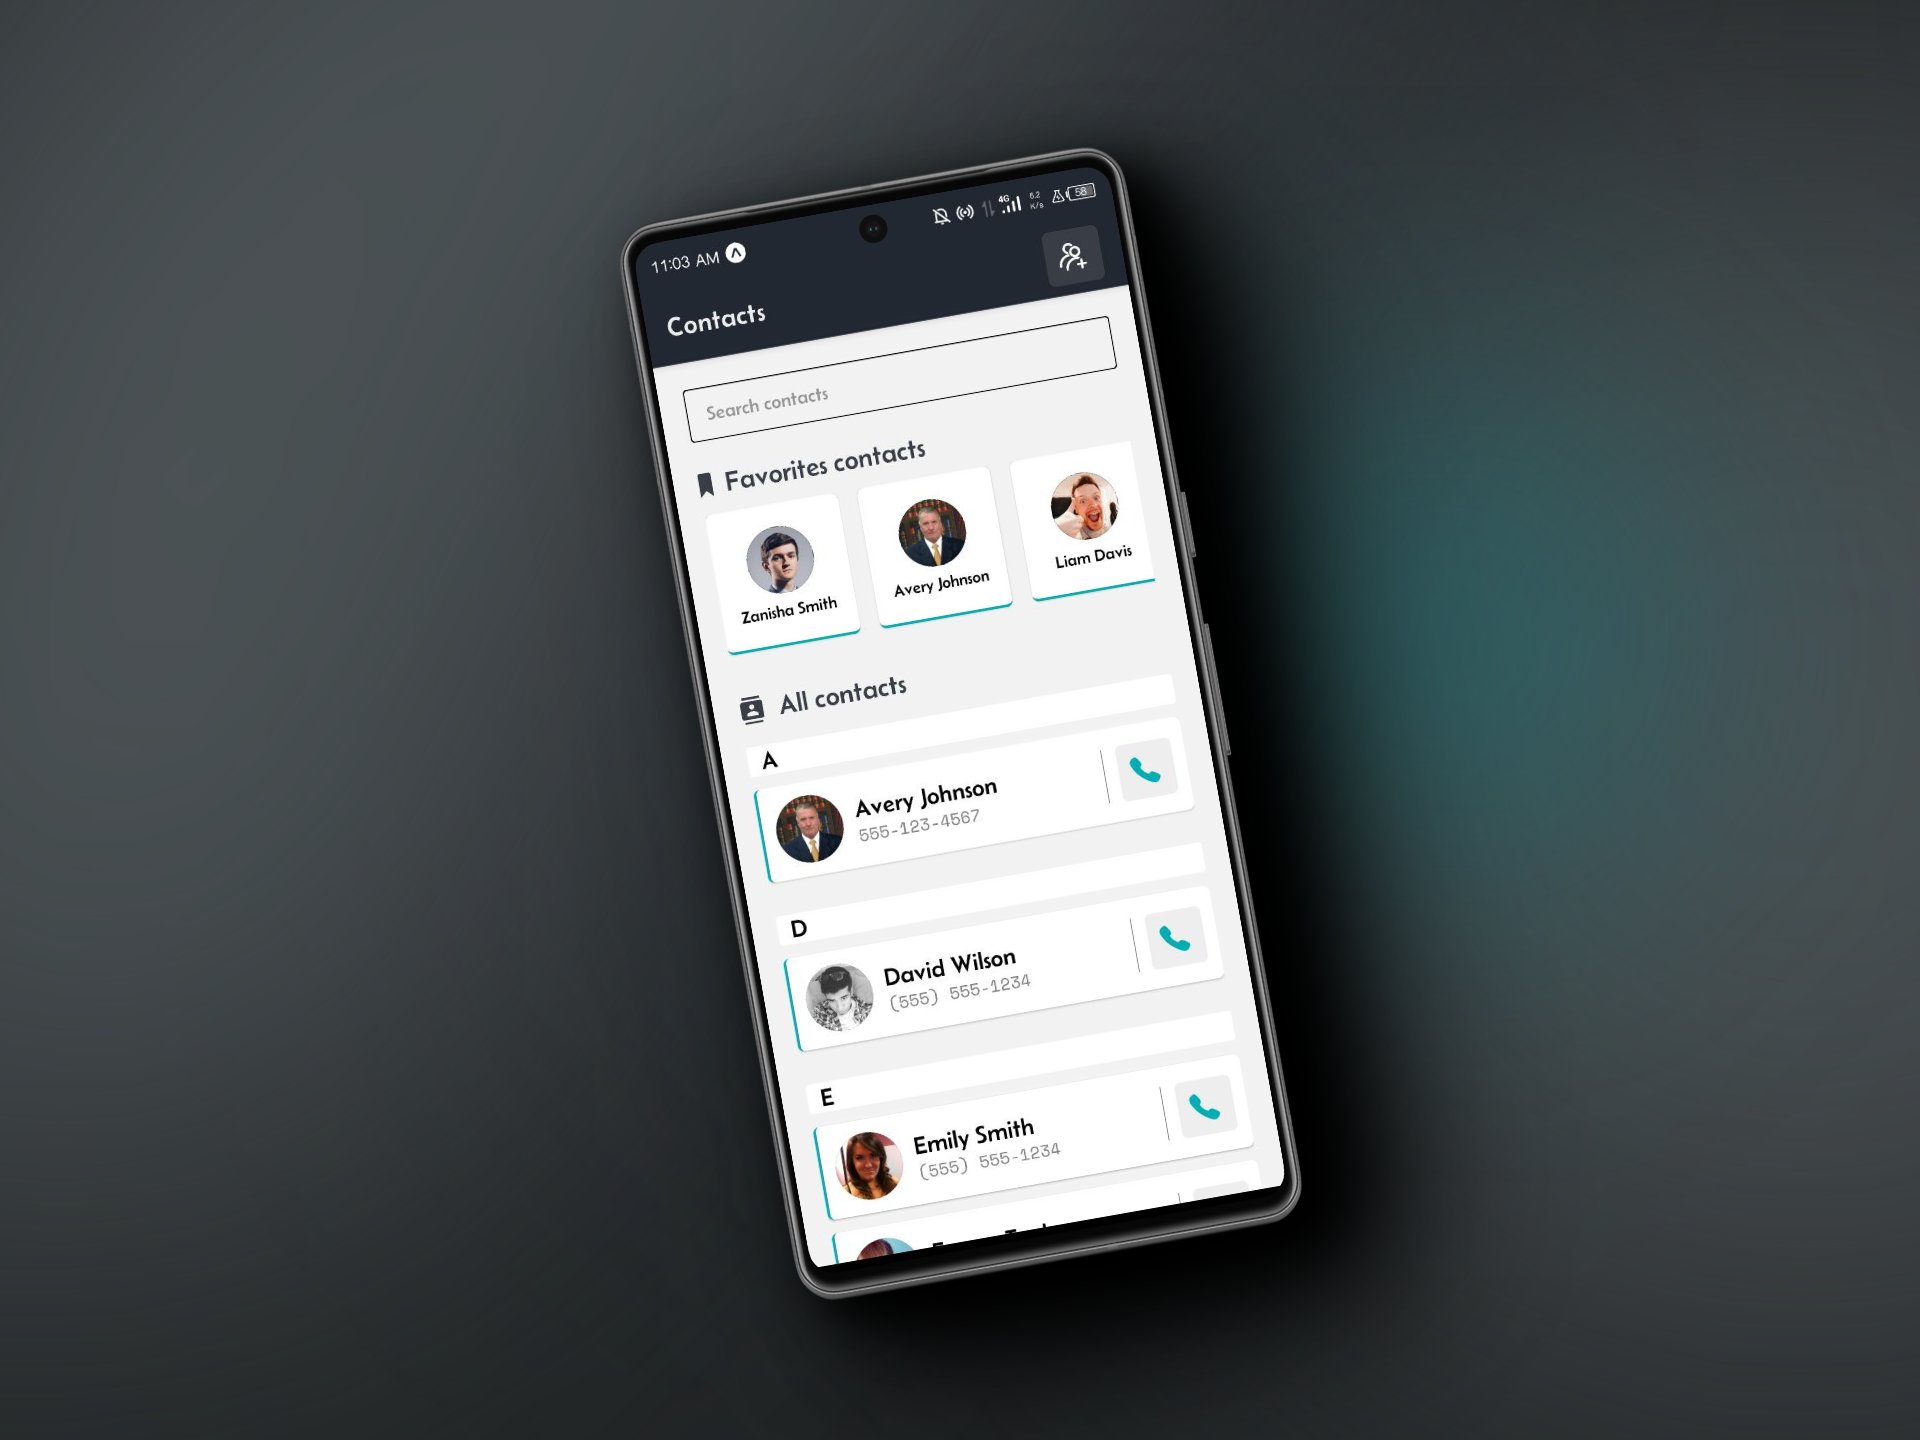 11:03 AM
4G
6.2
K/s
58
Contacts
Search contacts
Favorites contacts
Zanisha Smith
Avery Johnson
Liam Davis
All contacts
A
Avery Johnson
555-123-4567
D
David Wilson
(555) 555-1234
E
Emily Smith
(555) 555-1234